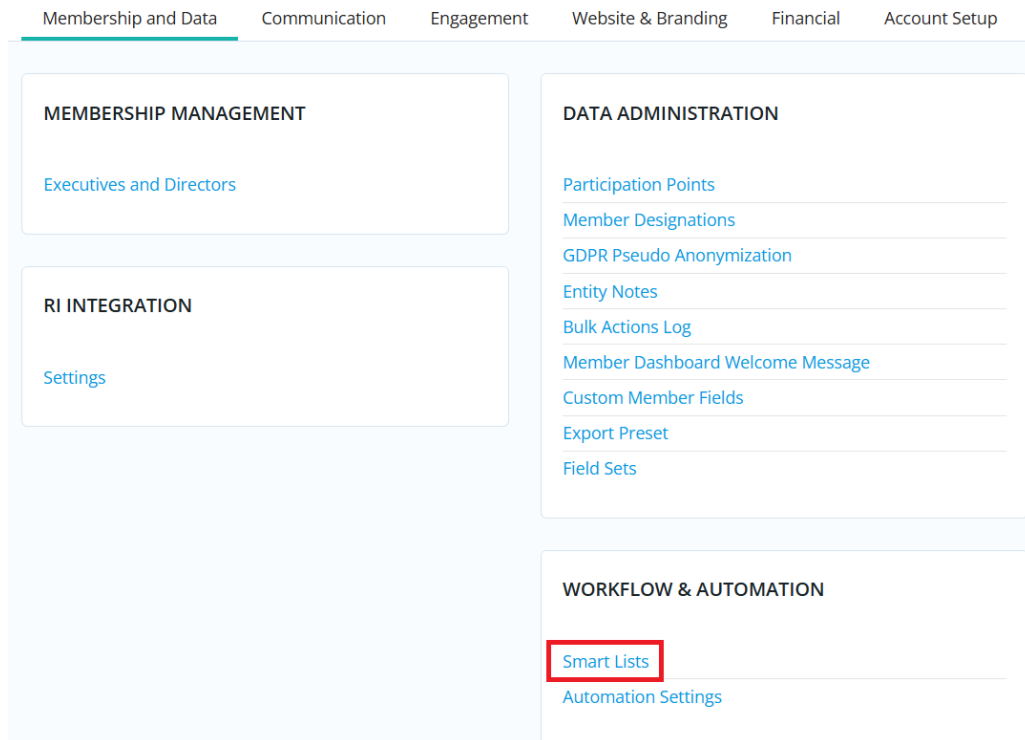 Membership and Data Communication Engagement Website & Branding Financial Account Setup
MEMBERSHIP MANAGEMENT
Executives and Directors
RI INTEGRATION
Settings
DATA ADMINISTRATION
Participation Points
Member Designations
GDPR Pseudo Anonymization
Entity Notes
Bulk Actions Log
Member Dashboard Welcome Message
Custom Member Fields
Export Preset
Field Sets
WORKFLOW & AUTOMATION
Smart Lists
Automation Settings